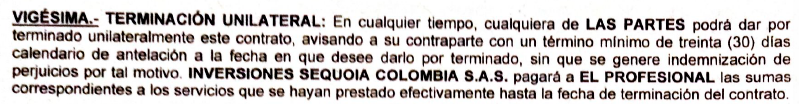 VIGÉSIMA.- TERMINACIÓN UNILATERAL: En cualquier tiempo, cualquiera de LAS PARTES podrá dar por
terminado unilateralmente este contrato, avisando a su contraparte con un término mínimo de treinta (30) días
calendario de antelación a la fecha en que desee darlo por terminado, sin que se genere indemnización de
perjuicios por tal motivo. INVERSIONES SEQUOIA COLOMBIA S.A.S. pagará a EL PROFESIONAL las sumas
correspondientes a los servicios que se hayan prestado efectivamente hasta la fecha de terminación del contrato.